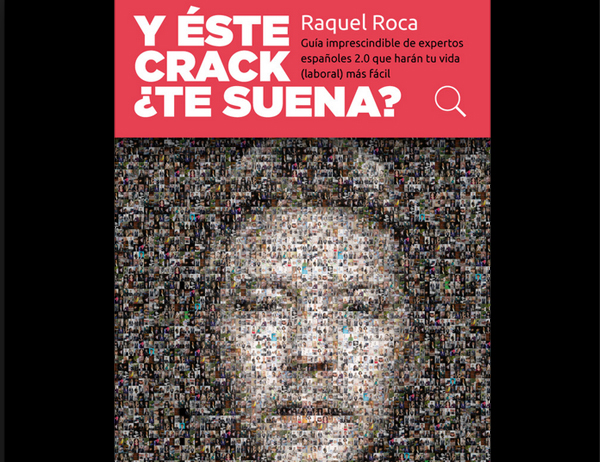 Y ÉSTE
CRACK
¿TE SUENA?
Raquel Roca
Guía imprescindible de expertos
españoles 2.0 que harán tu vida
(laboral) más fácil